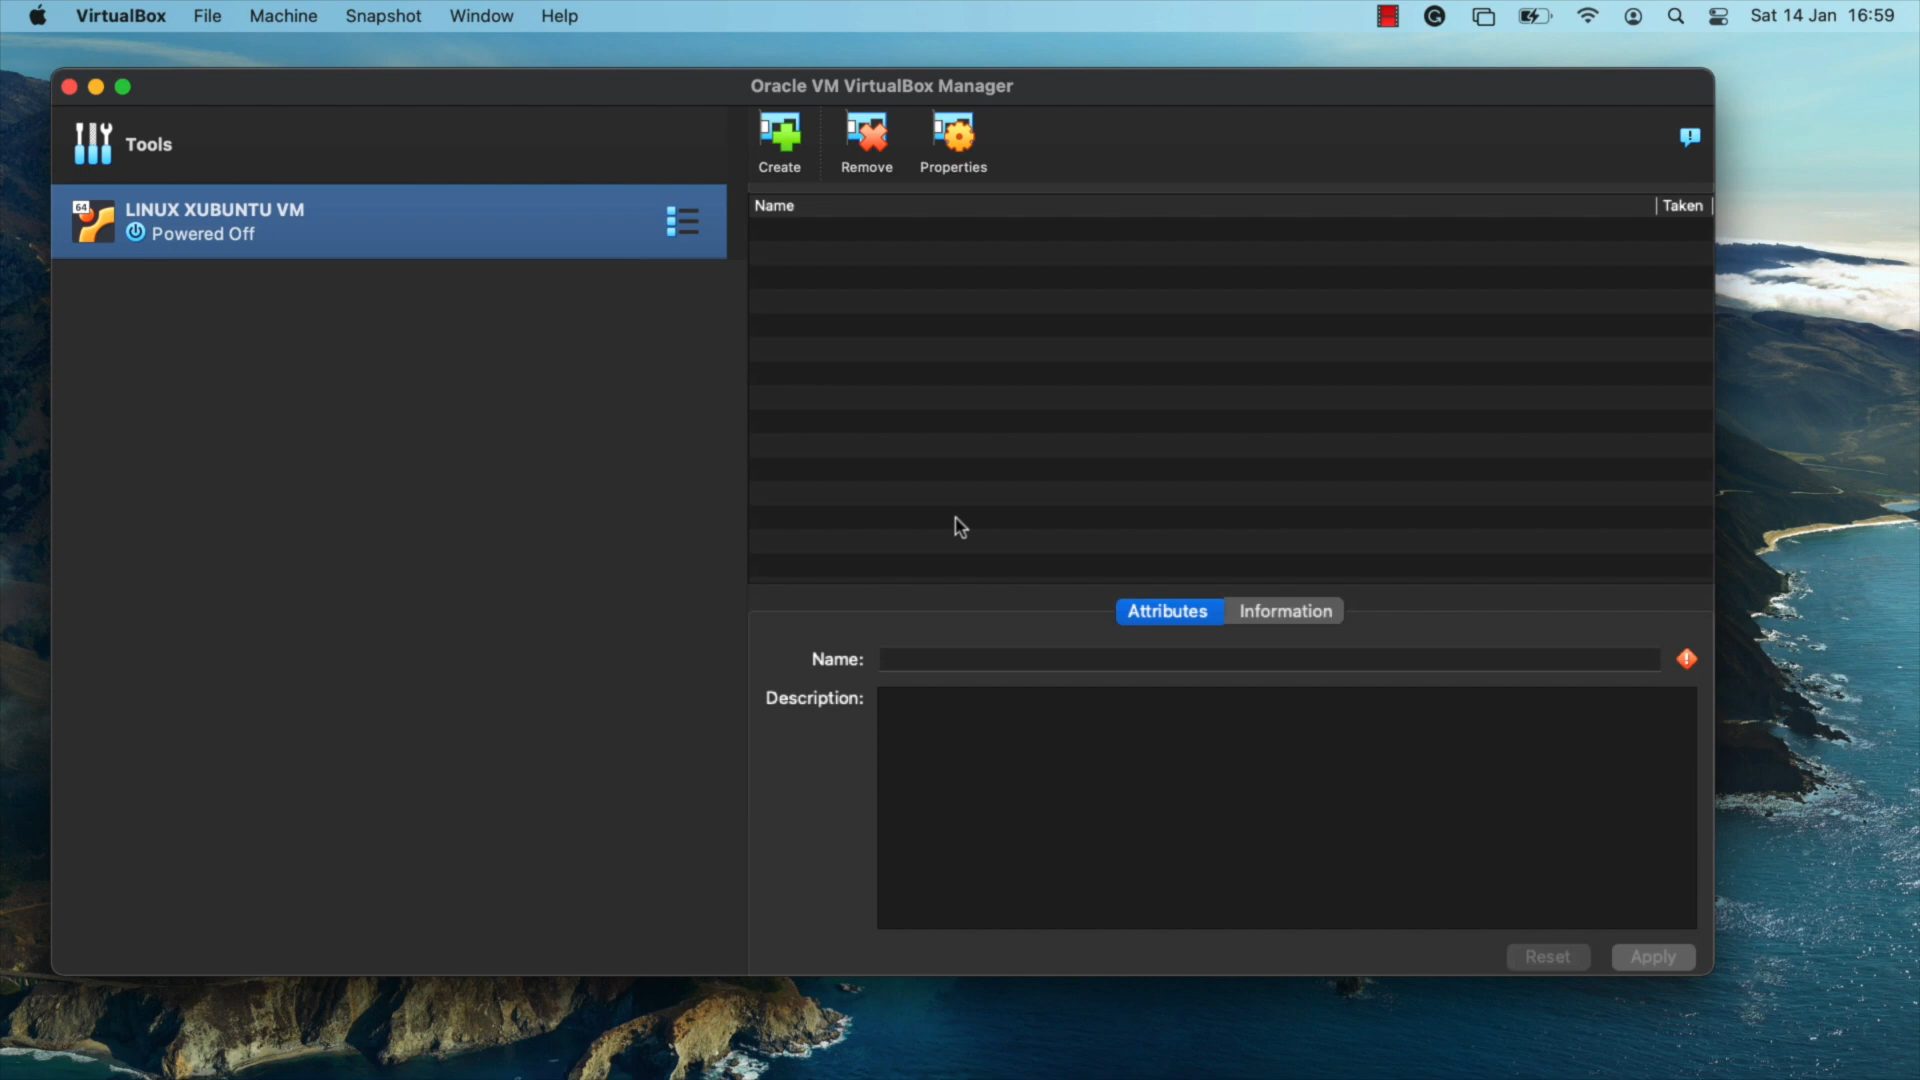 VirtualBox File Machine Snapshot Window Help
Sat 14 Jan 16:59
Oracle VM VirtualBox Manager
Tools
Create Remove Properties
64
LINUX XUBUNTU VM
Powered Off
Name Taken
Attributes Information
Name:
Description:
Reset Apply